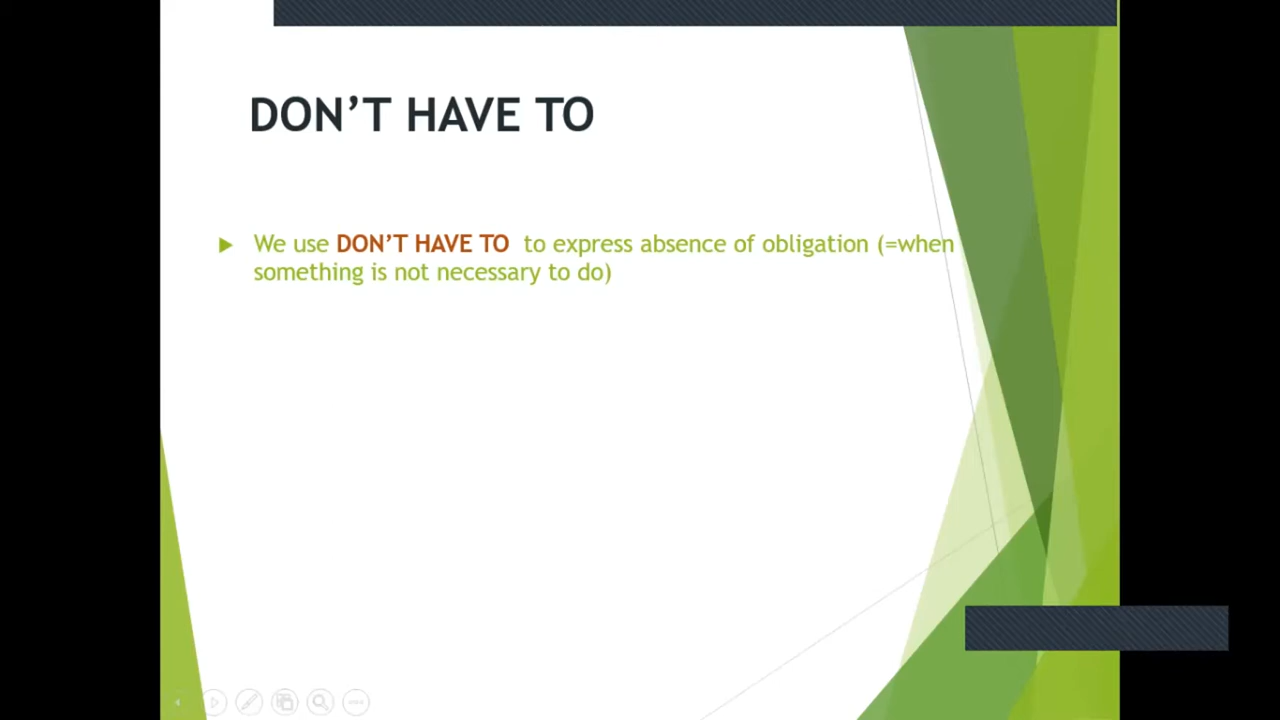 DON’T HAVE TO
We use DON’T HAVE TO to express absence of obligation (=when
something is not necessary to do)